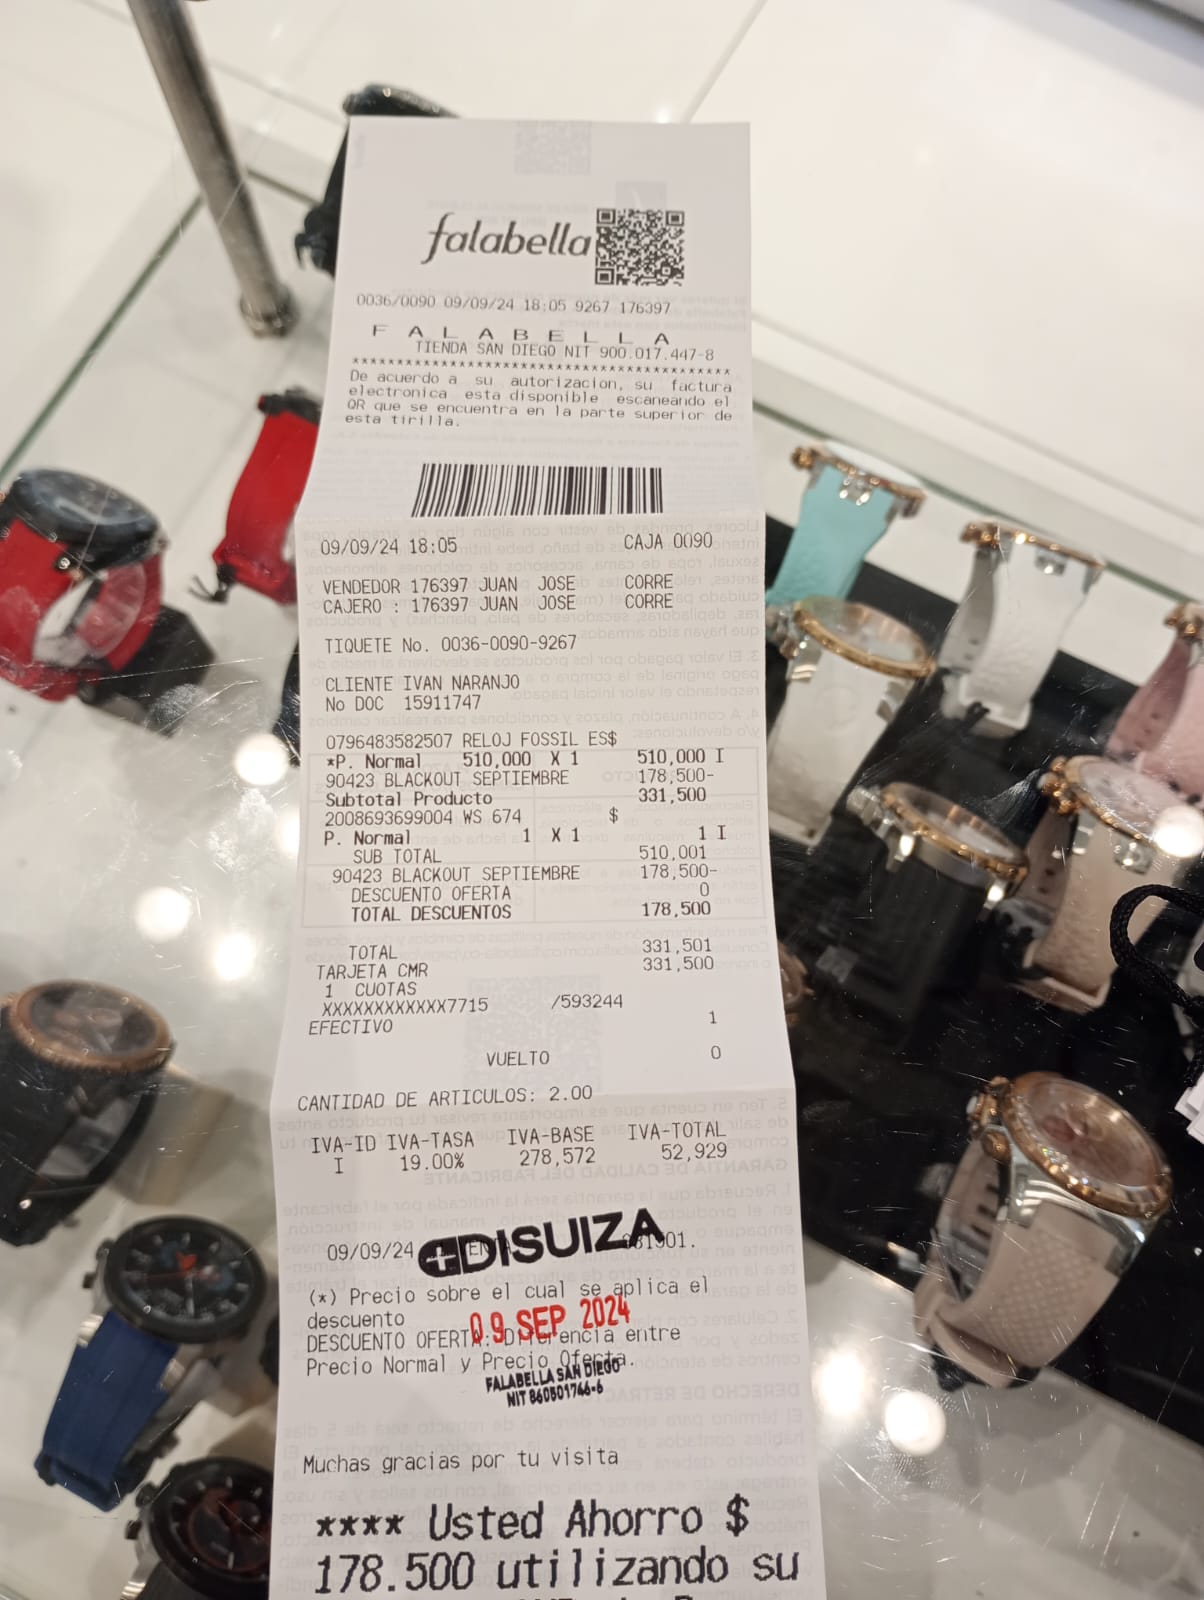 falabella
0036/0090 09/09/24 18:05 9267 176397
F A L A B E L L A
TIENDA SAN DIEGO NIT 900.017.447-8
******************************************
De acuerdo a su autorizacion, su factura
electronica esta disponible escaneando el
QR que se encuentra en la parte superior de
esta tirilla.
09/09/24 18:05 CAJA 0090
VENDEDOR 176397 JUAN JOSE CORRE
CAJERO : 176397 JUAN JOSE CORRE
TIQUETE No. 0036-0090-9267
CLIENTE IVAN NARANJO
No DOC 15911747
0796483582507 RELOJ FOSSIL ES$
*P. Normal 510,000 X 1 510,000 I
90423 BLACKOUT SEPTIEMBRE 178,500-
Subtotal Producto 331,500
2008693699004 WS 674 $
P. Normal 1 X 1 1 I
SUB TOTAL 510,001
90423 BLACKOUT SEPTIEMBRE 178,500-
DESCUENTO OFERTA 0
TOTAL DESCUENTOS 178,500
TOTAL 331,501
TARJETA CMR 331,500
1 CUOTAS
XXXXXXXXXXXX7715 /593244
EFECTIVO 1
VUELTO 0
CANTIDAD DE ARTICULOS: 2.00
IVA-ID IVA-TASA IVA-BASE IVA-TOTAL
I 19.00% 278,572 52,929
09/09/24
DISUIZA
(*) Precio sobre el cual se aplica el
descuento
09 SEP 2024
DESCUENTO OFERTA: Diferencia entre
Precio Normal y Precio Oferta.
FALABELLA SAN DIEGO
NIT 860501746-6
Muchas gracias por tu visita
**** Usted Ahorro $
178.500 utilizando su